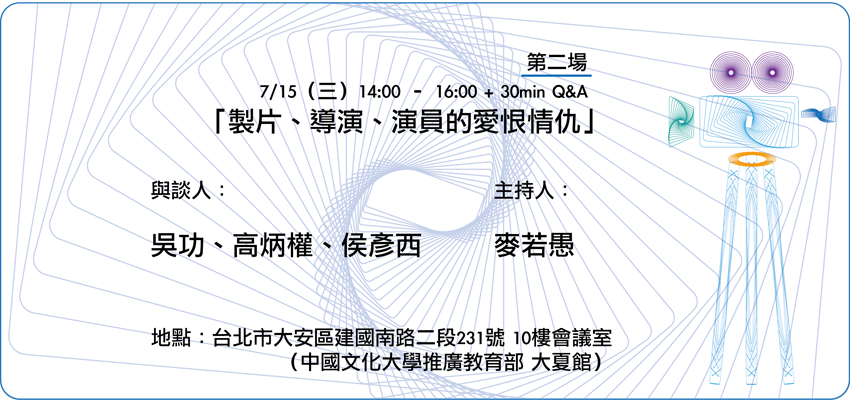 第二場
7/15（三）14:00 - 16:00 + 30min Q&A
「製片、導演、演員的愛恨情仇」
與談人： 主持人：
吳功、高炳權、侯彥西 麥若愚
地點：台北市大安區建國南路二段231號 10樓會議室
（中國文化大學推廣教育部 大夏館）